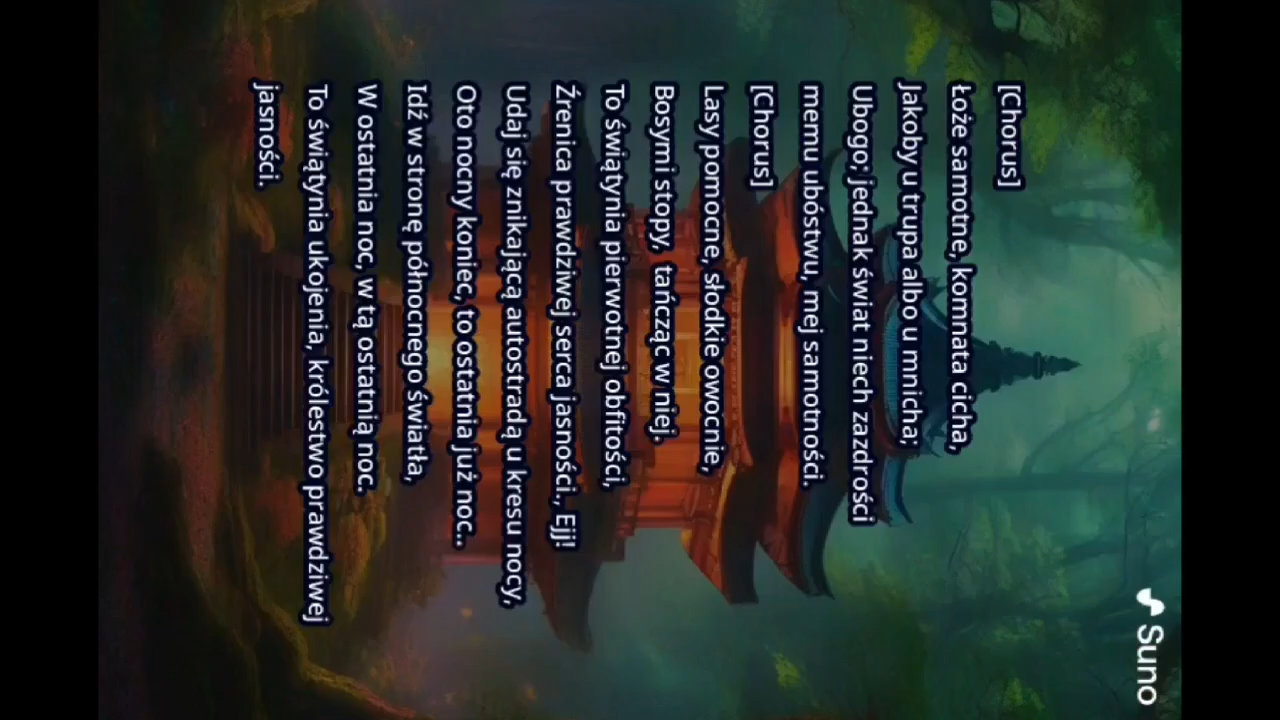 [Chorus]
Łoże samotne, komnata cicha,
Jakoby u trupa albo u mnicha;
Ubogo; jednak świat niech zazdrości
memu ubóstwu, mej samotności.
[Chorus]
Lasy pomocne, słodkie owocnie,
Bosymi stopy, tańcząc w niej.
To świątynia pierwotnej obfitości,
Źrenica prawdziwej serca jasności., Ejj!
Udaj się znikającą autostradą u kresu nocy,
Oto nocny koniec, to ostatnia już noc..
Idź w stronę północnego światła,
W ostatnia noc, w tą ostatnią noc.
To świątynia ukojenia, królestwo prawdziwej
jasności.
Suno